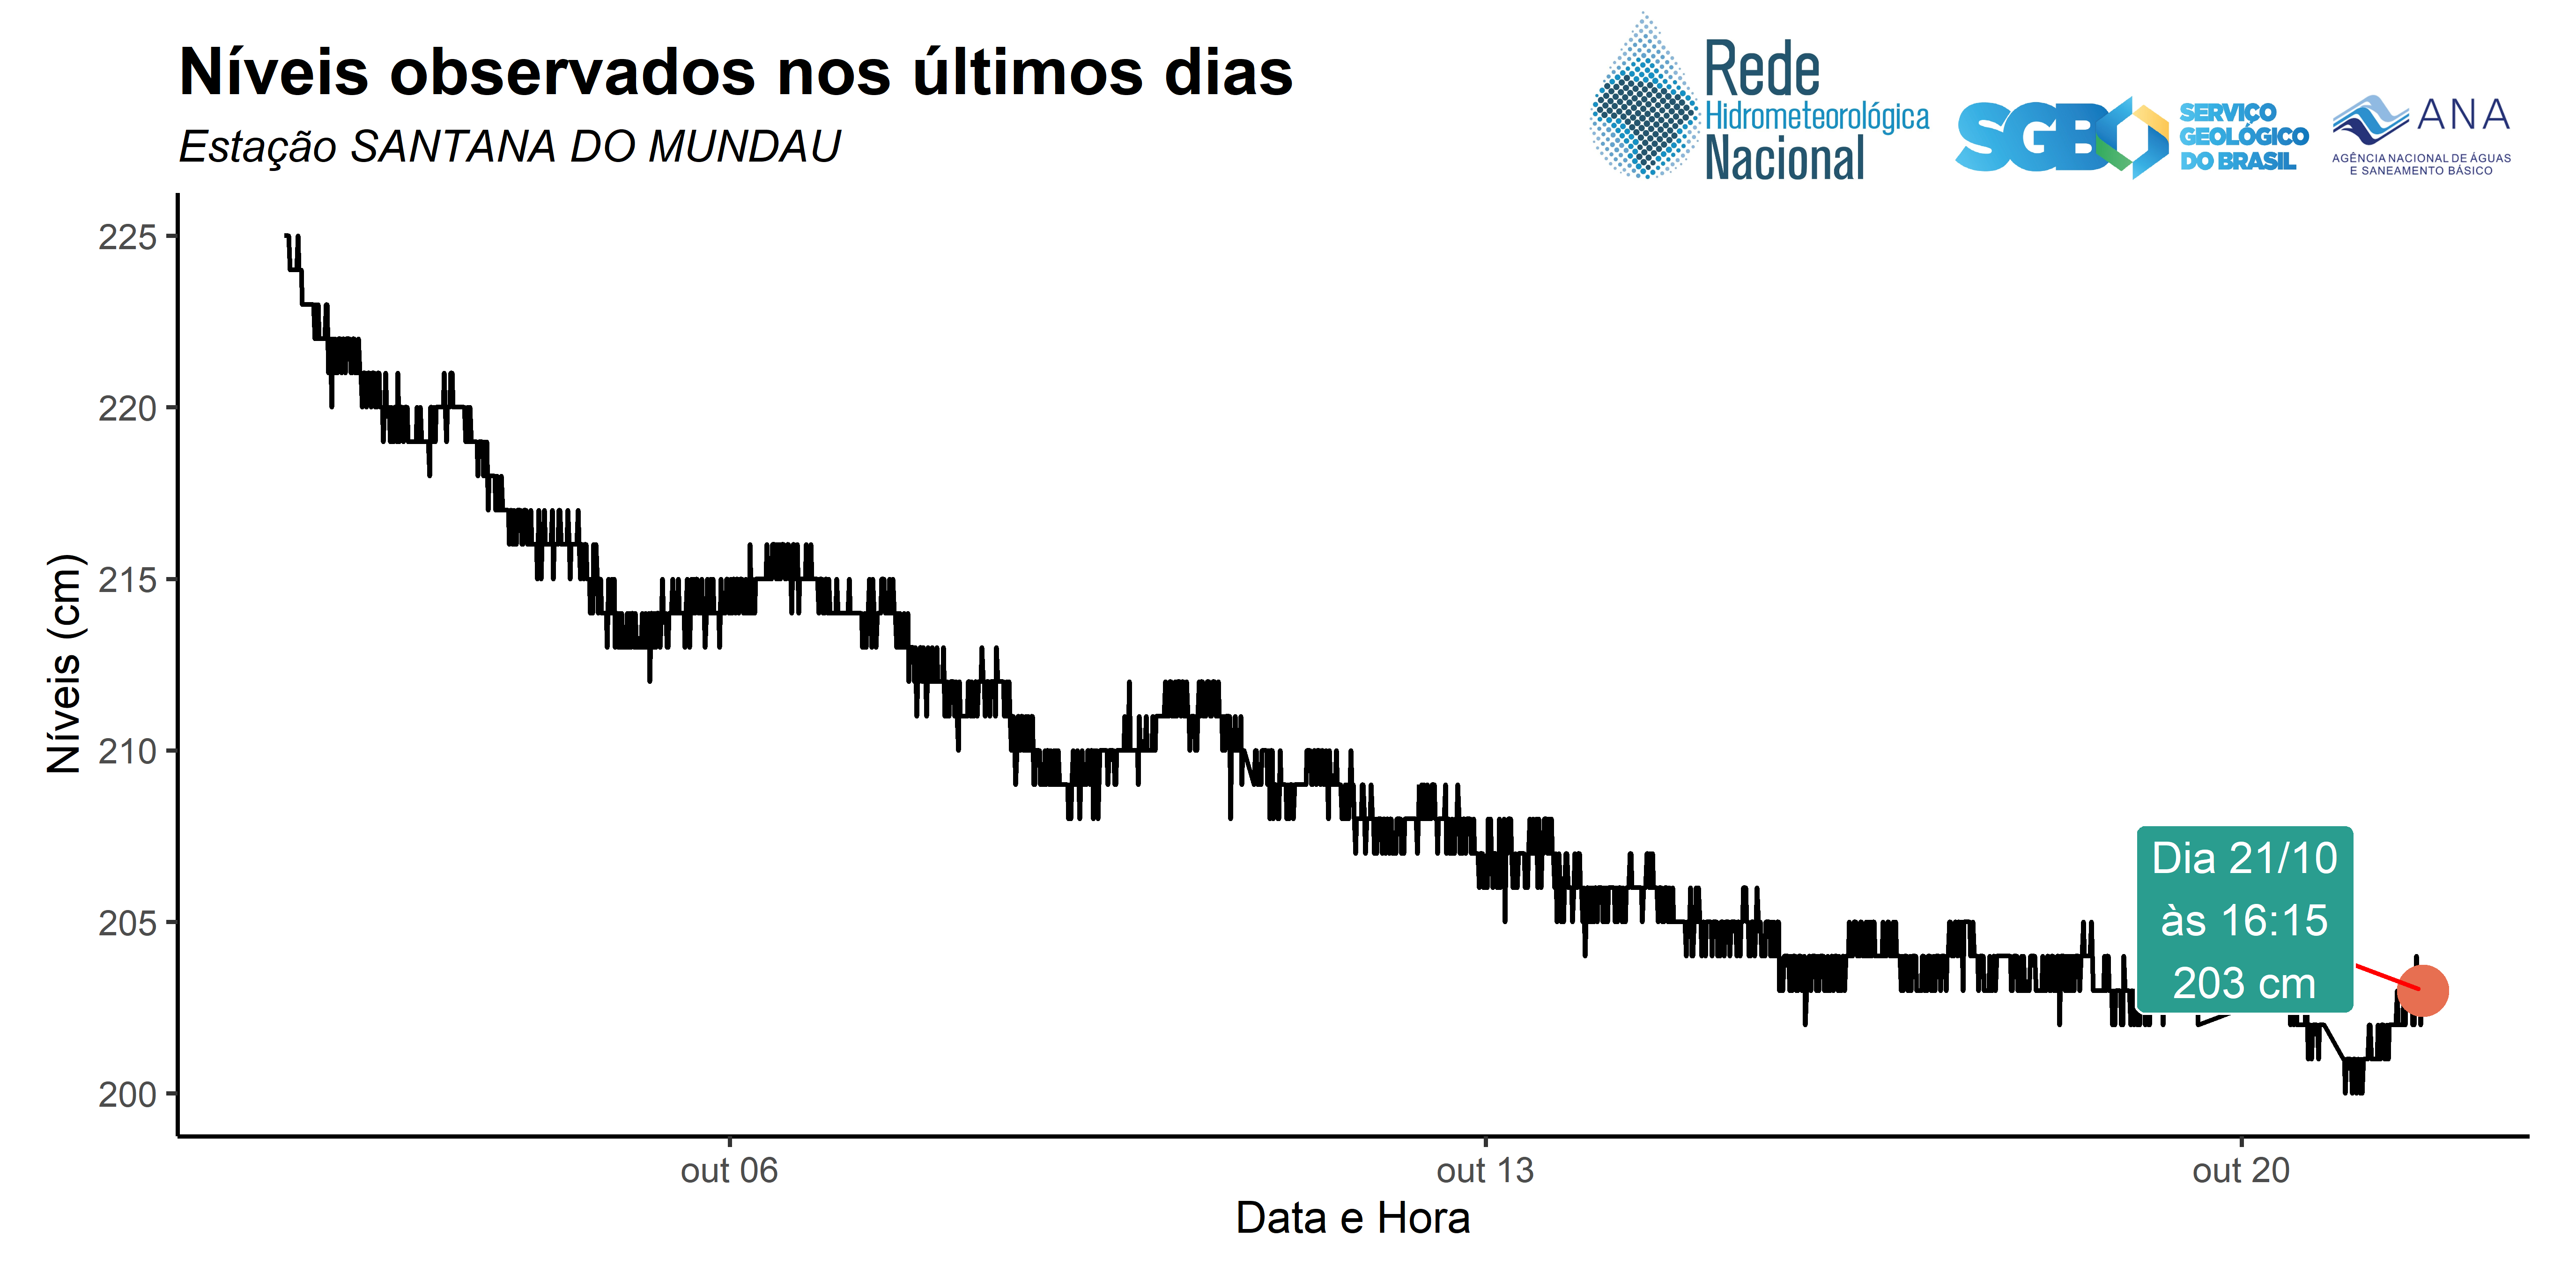 Níveis observados nos últimos dias
Estação SANTANA DO MUNDAU
Rede
Hidrometeorológica
Nacional
SGB
SERVIÇO
GEOLÓGICO
DO BRASIL
ANA
AGÊNCIA NACIONAL DE ÁGUAS
E SANEAMENTO BÁSICO
Níveis (cm)
225
220
215
210
205
200
Dia 21/10
às 16:15
203 cm
out 06
out 13
out 20
Data e Hora